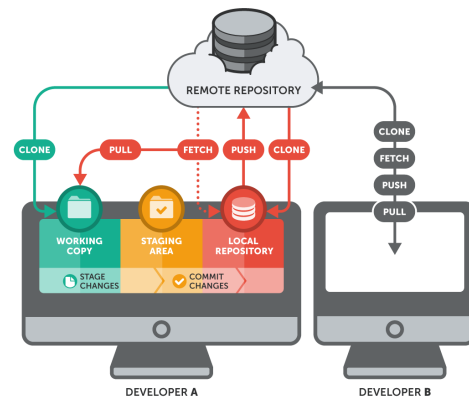 REMOTE REPOSITORY
CLONE
PULL
FETCH
PUSH
CLONE
CLONE
FETCH
PUSH
PULL
WORKING
COPY
STAGING
AREA
LOCAL
REPOSITORY
STAGE
CHANGES
COMMIT
CHANGES
DEVELOPER A
DEVELOPER B